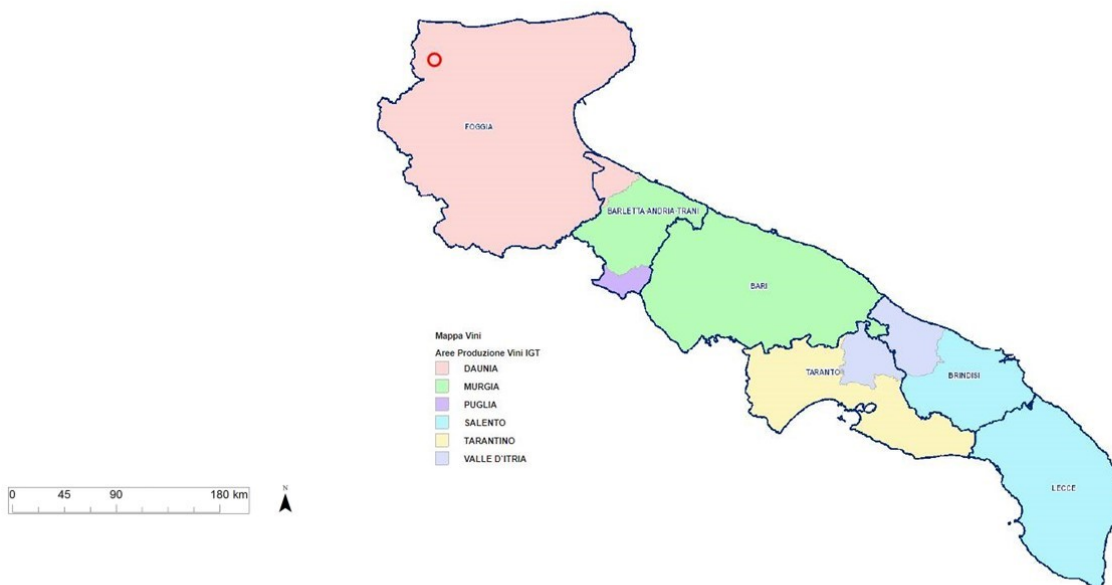 FOGGIA
BARLETTA-ANDRIA-TRANI
BARI
TARANTO
BRINDISI
LECCE
Mappa Vini
Aree Produzione Vini IGT
DAUNIA
MURGIA
PUGLIA
SALENTO
TARANTINO
VALLE D'ITRIA
0 45 90 180 km
N